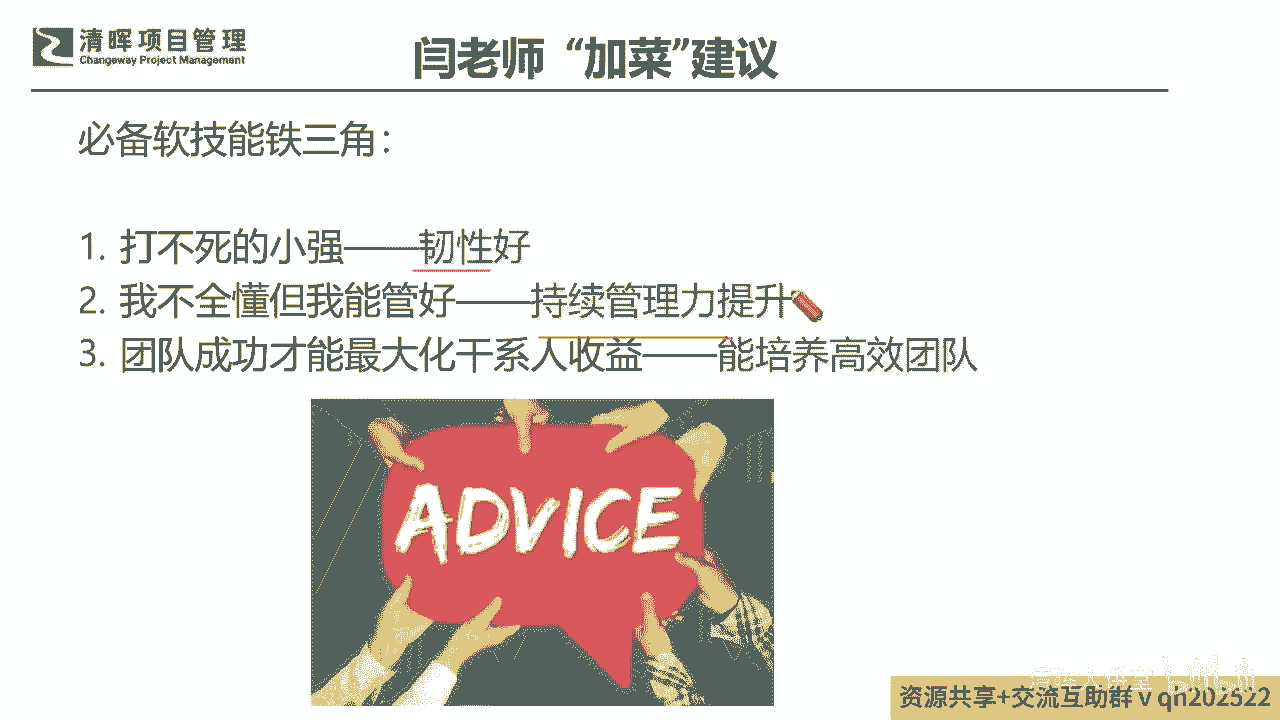 清晖项目管理
Changeway Project Management
闫老师 “加菜”建议
必备软技能铁三角：
1. 打不死的小强——韧性好
2. 我不全懂但我能管好——持续管理力提升
3. 团队成功才能最大化干系人收益——能培养高效团队
ADVICE
资源共享+交流互助群 v qh202522